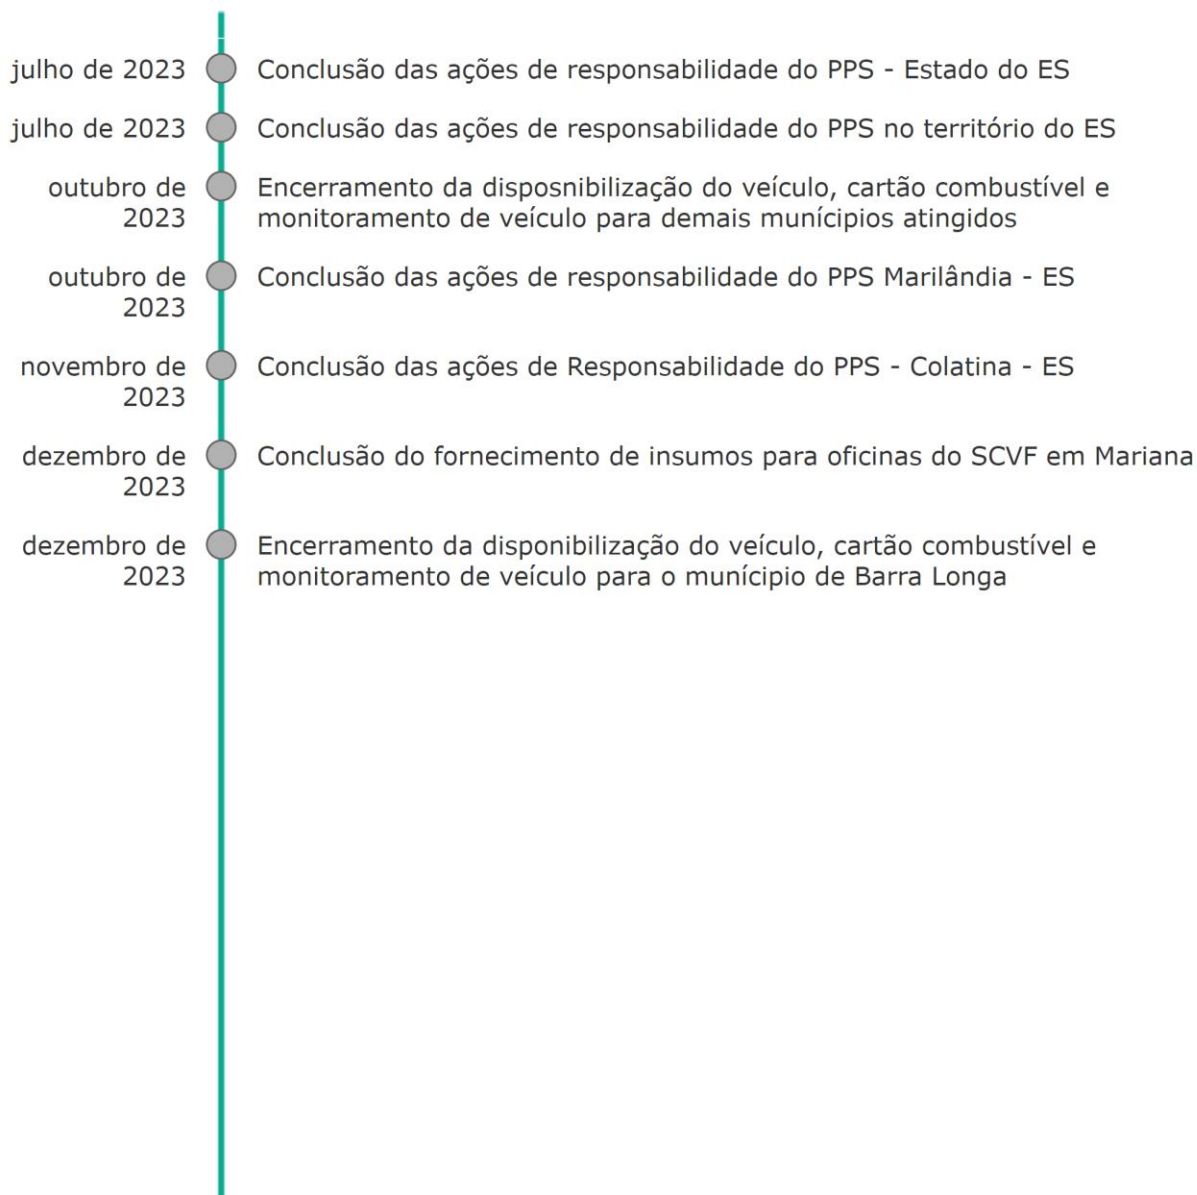 julho de 2023 Conclusão das ações de responsabilidade do PPS - Estado do ES
julho de 2023 Conclusão das ações de responsabilidade do PPS no território do ES
outubro de Encerramento da disposnibilização do veículo, cartão combustível e
2023 monitoramento de veículo para demais munícipios atingidos
outubro de Conclusão das ações de responsabilidade do PPS Marilândia - ES
2023
novembro de Conclusão das ações de Responsabilidade do PPS - Colatina - ES
2023
dezembro de Conclusão do fornecimento de insumos para oficinas do SCVF em Mariana
2023
dezembro de Encerramento da disponibilização do veículo, cartão combustível e
2023 monitoramento de veículo para o munícipio de Barra Longa